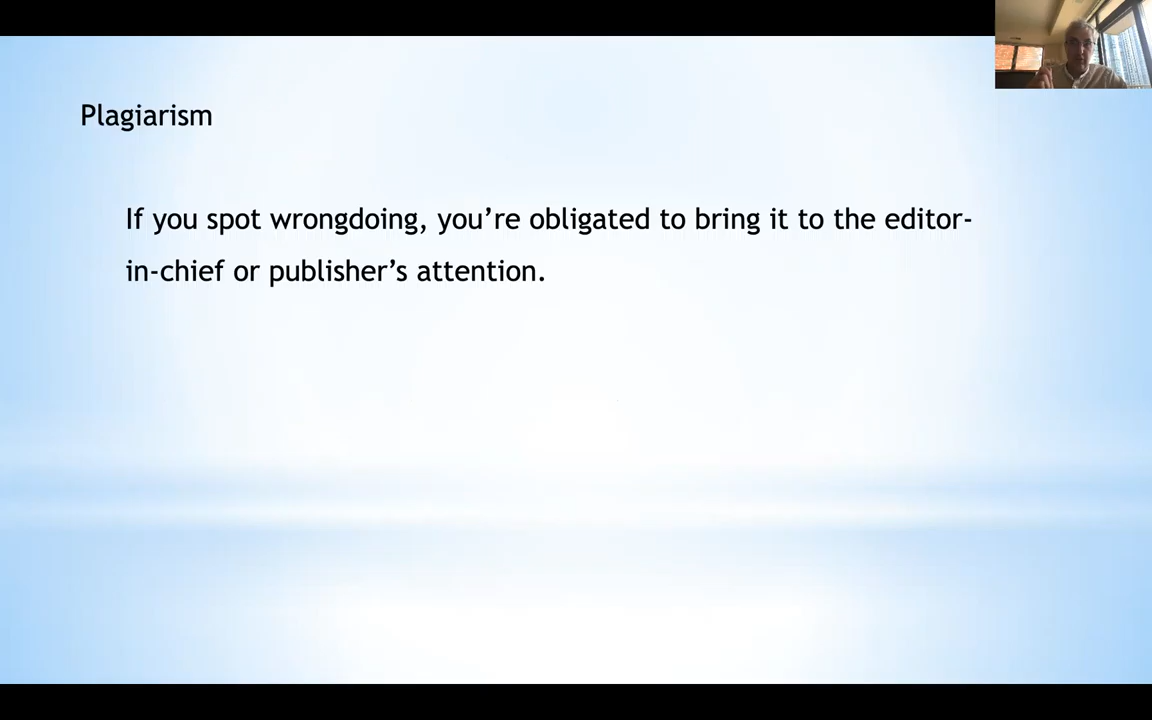 Plagiarism
If you spot wrongdoing, you’re obligated to bring it to the editor-
in-chief or publisher’s attention.